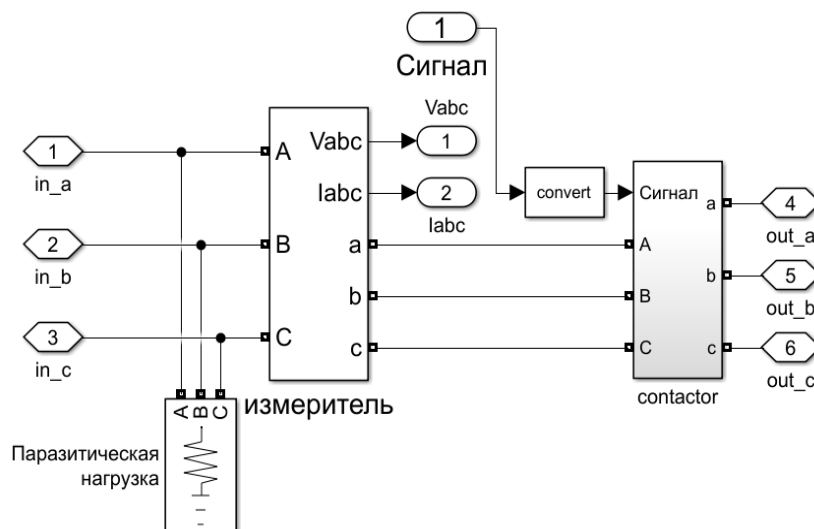 1
Сигнал
Vabc
1
2
Iabc
1
in_a
2
in_b
3
in_c
A
B
C
Vabc
Iabc
a
b
c
измеритель
A B C
Паразитическая
нагрузка
convert
Сигнал
A
B
C
a
b
c
contactor
4
out_a
5
out_b
6
out_c